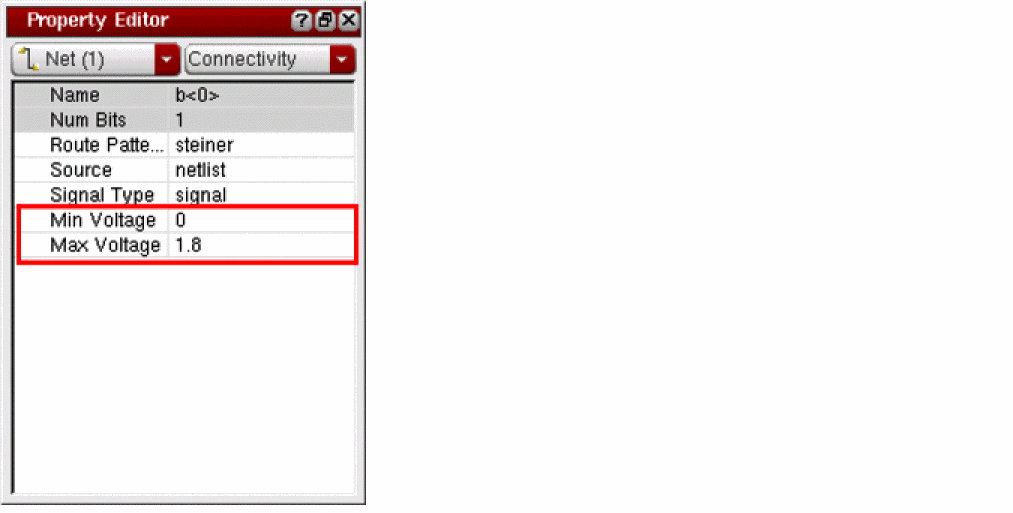 Property Editor
Net (1) Connectivity
Name b<0>
Num Bits 1
Route Patte... steiner
Source netlist
Signal Type signal
Min Voltage 0
Max Voltage 1.8